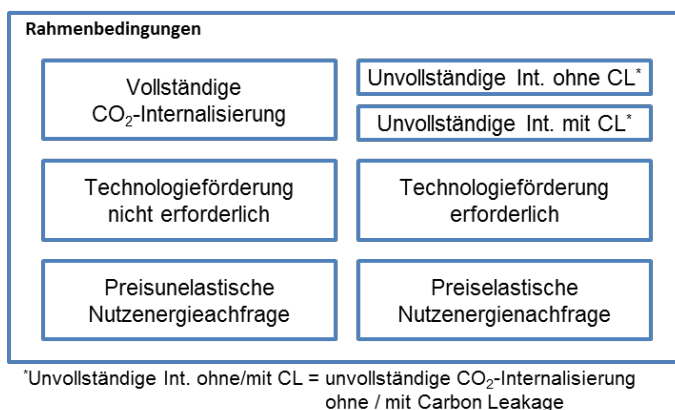 Rahmenbedingungen
Vollständige
CO₂-Internalisierung
Unvollständige Int. ohne CL*
Unvollständige Int. mit CL*
Technologieförderung
nicht erforderlich
Technologieförderung
erforderlich
Preisunelastische
Nutzenergieachfrage
Preiselastische
Nutzenergienachfrage
*Unvollständige Int. ohne/mit CL = unvollständige CO₂-Internalisierung
ohne / mit Carbon Leakage